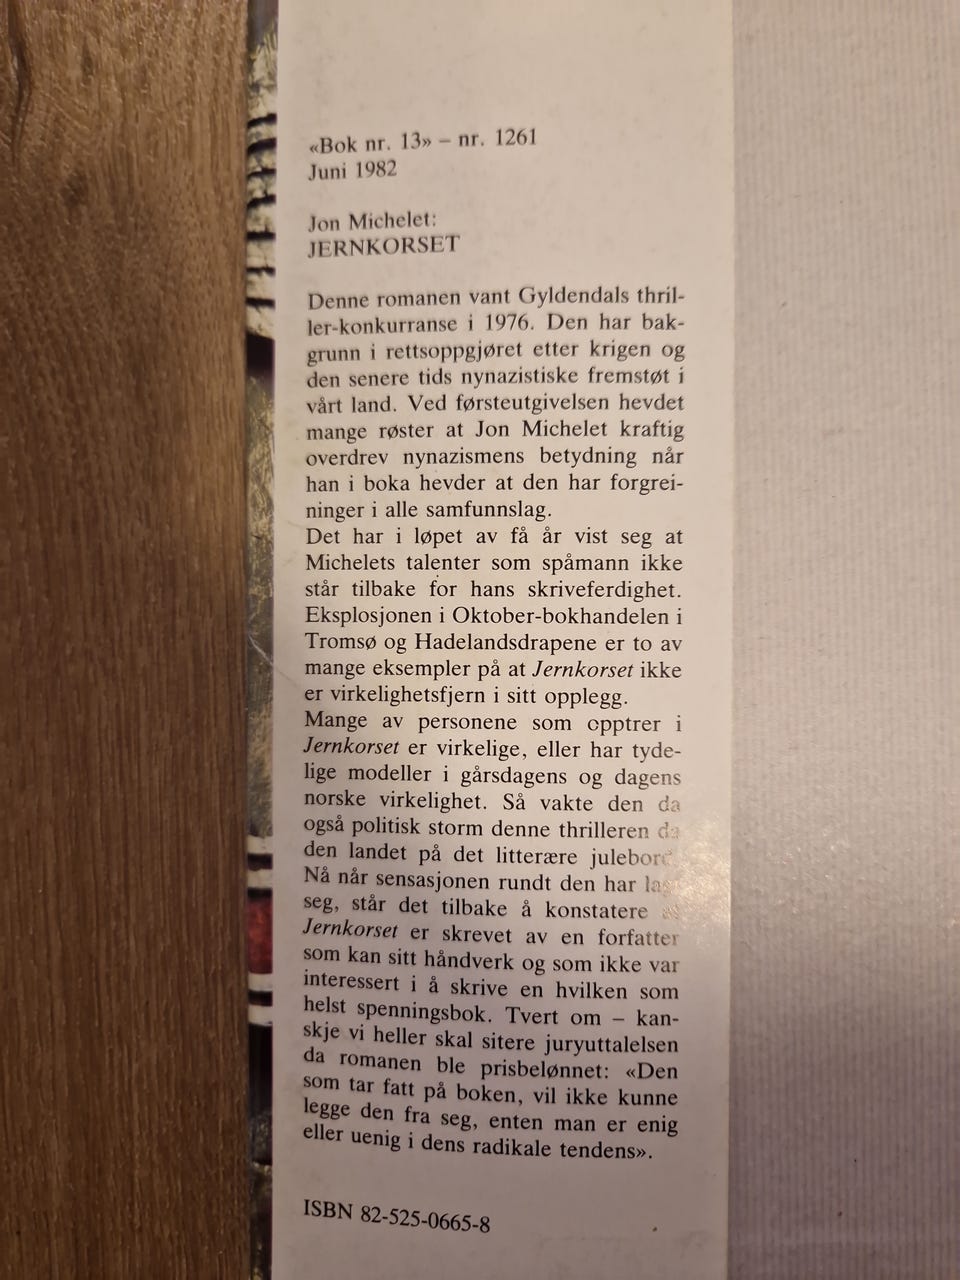 «Bok nr. 13» – nr. 1261
Juni 1982
Jon Michelet:
JERNKORSET
Denne romanen vant Gyldendals thril-
ler-konkurranse i 1976. Den har bak-
grunn i rettsoppgjøret etter krigen og
den senere tids nynazistiske fremstøt i
vårt land. Ved førsteutgivelsen hevdet
mange røster at Jon Michelet kraftig
overdrev nynazismens betydning når
han i boka hevder at den har forgrei-
ninger i alle samfunnslag.
Det har i løpet av få år vist seg at
Michelets talenter som spåmann ikke
står tilbake for hans skriveferdighet.
Eksplosjonen i Oktober-bokhandelen i
Tromsø og Hadelandsdrapene er to av
mange eksempler på at Jernkorset ikke
er virkelighetsfjern i sitt opplegg.
Mange av personene som opptrer i
Jernkorset er virkelige, eller har tyde-
lige modeller i gårsdagens og dagens
norske virkelighet. Så vakte den da
også politisk storm denne thrilleren da
den landet på det litterære julebord.
Nå når sensasjonen rundt den har lagt
seg, står det tilbake å konstatere at
Jernkorset er skrevet av en forfatter
som kan sitt håndverk og som ikke var
interessert i å skrive en hvilken som
helst spenningsbok. Tvert om – kan-
skje vi heller skal sitere juryuttalelsen
da romanen ble prisbelønnet: «Den
som tar fatt på boken, vil ikke kunne
legge den fra seg, enten man er enig
eller uenig i dens radikale tendens».
ISBN 82-525-0665-8